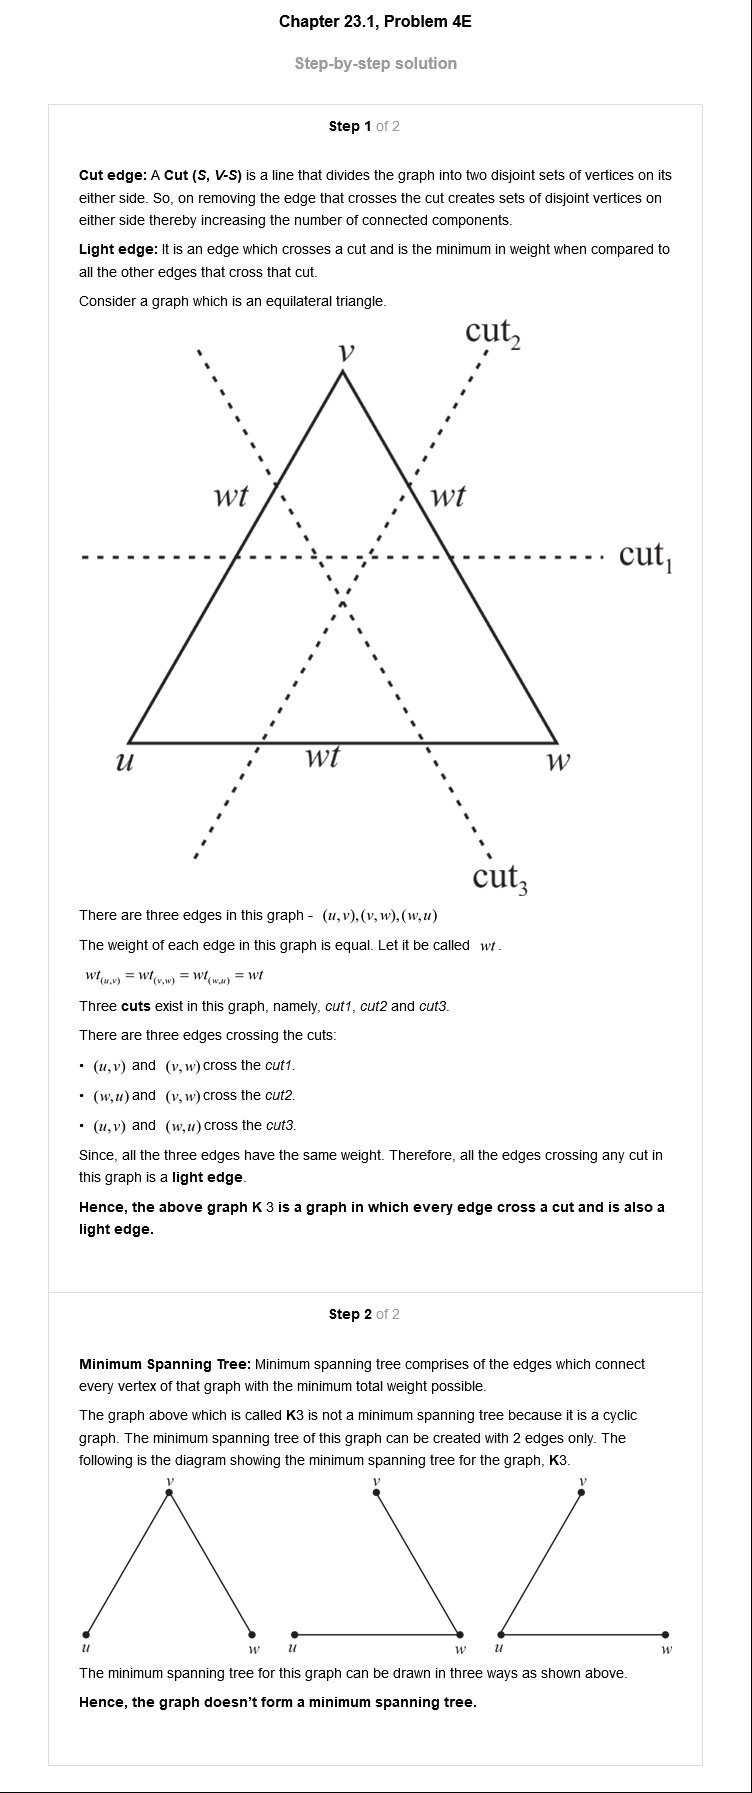 Chapter 23.1, Problem 4E
Step-by-step solution
Step 1 of 2
Cut edge: A Cut (S, V-S) is a line that divides the graph into two disjoint sets of vertices on its
either side. So, on removing the edge that crosses the cut creates sets of disjoint vertices on
either side thereby increasing the number of connected components.
Light edge: It is an edge which crosses a cut and is the minimum in weight when compared to
all the other edges that cross that cut.
Consider a graph which is an equilateral triangle.
cut2
v
wt wt
cut1
u wt w
cut3
There are three edges in this graph - (u,v),(v,w),(w,u)
The weight of each edge in this graph is equal. Let it be called wt.
wt(u,v) = wt(v,w) = wt(w,u) = wt
Three cuts exist in this graph, namely, cut1, cut2 and cut3.
There are three edges crossing the cuts:
• (u,v) and (v,w) cross the cut1.
• (w,u) and (v,w) cross the cut2.
• (u,v) and (w,u) cross the cut3.
Since, all the three edges have the same weight. Therefore, all the edges crossing any cut in
this graph is a light edge.
Hence, the above graph K 3 is a graph in which every edge cross a cut and is also a
light edge.
Step 2 of 2
Minimum Spanning Tree: Minimum spanning tree comprises of the edges which connect
every vertex of that graph with the minimum total weight possible.
The graph above which is called K3 is not a minimum spanning tree because it is a cyclic
graph. The minimum spanning tree of this graph can be created with 2 edges only. The
following is the diagram showing the minimum spanning tree for the graph, K3.
v v v
u w u w u w
The minimum spanning tree for this graph can be drawn in three ways as shown above.
Hence, the graph doesn't form a minimum spanning tree.